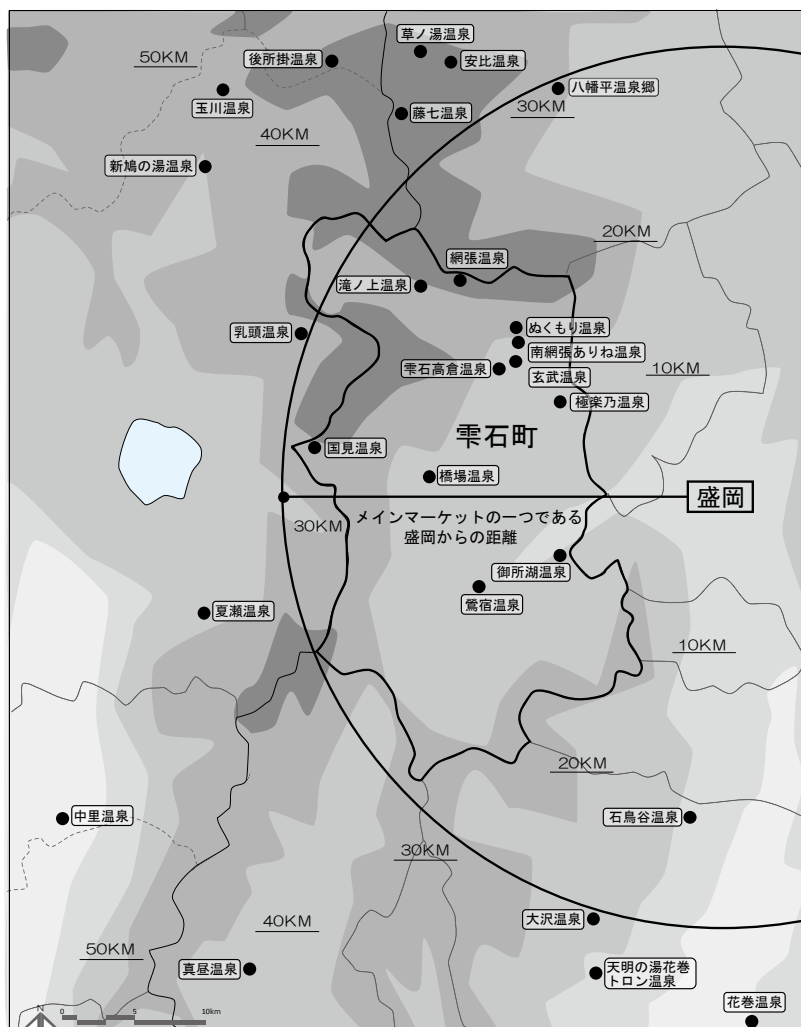 草ノ湯温泉
50KM
後所掛温泉
安比温泉
八幡平温泉郷
玉川温泉
藤七温泉
30KM
40KM
新鳩の湯温泉
20KM
網張温泉
滝ノ上温泉
ぬくもり温泉
乳頭温泉
南網張ありね温泉
雫石高倉温泉
10KM
玄武温泉
極楽乃温泉
雫石町
国見温泉
橋場温泉
盛岡
メインマーケットの一つである
盛岡からの距離
30KM
御所湖温泉
鶯宿温泉
夏瀬温泉
10KM
20KM
中里温泉
石鳥谷温泉
30KM
大沢温泉
40KM
50KM
真昼温泉
天明の湯花巻
トロン温泉
花巻温泉
N
0 5 10km